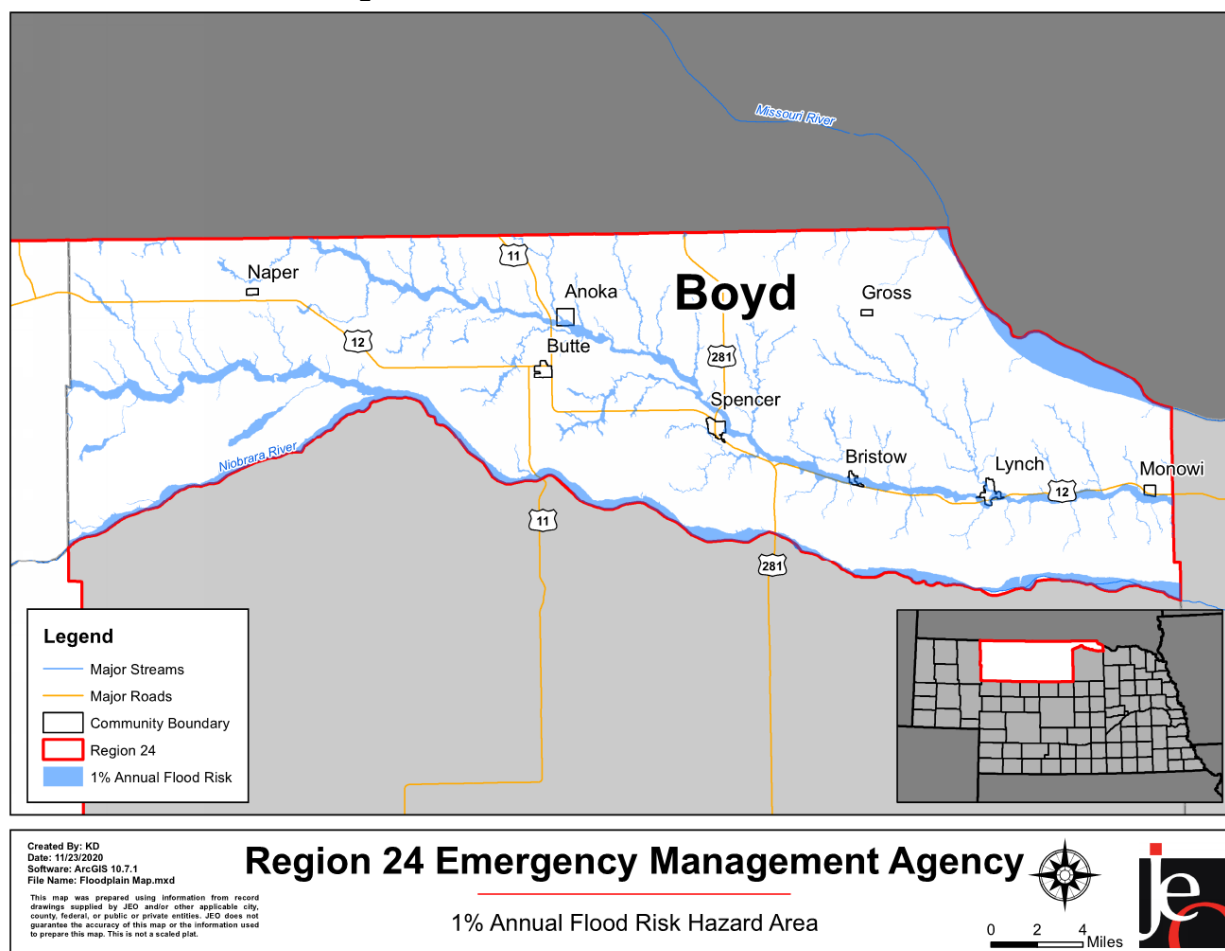 Missouri River
11
Naper
Anoka
Boyd
Gross
12
Butte
281
Spencer
Niobrara River
Bristow
Lynch
12
Monowi
11
281
Legend
Major Streams
Major Roads
Community Boundary
Region 24
1% Annual Flood Risk
Created By: KD
Date: 11/23/2020
Software: ArcGIS 10.7.1
File Name: Floodplain Map.mxd
This map was prepared using information from record
drawings supplied by JEO and/or other applicable city,
county, federal, or public or private entities. JEO does not
guarantee the accuracy of this map or the information used
to prepare this map. This is not a scaled plat.
Region 24 Emergency Management Agency
1% Annual Flood Risk Hazard Area
0 2 4
Miles
jeo